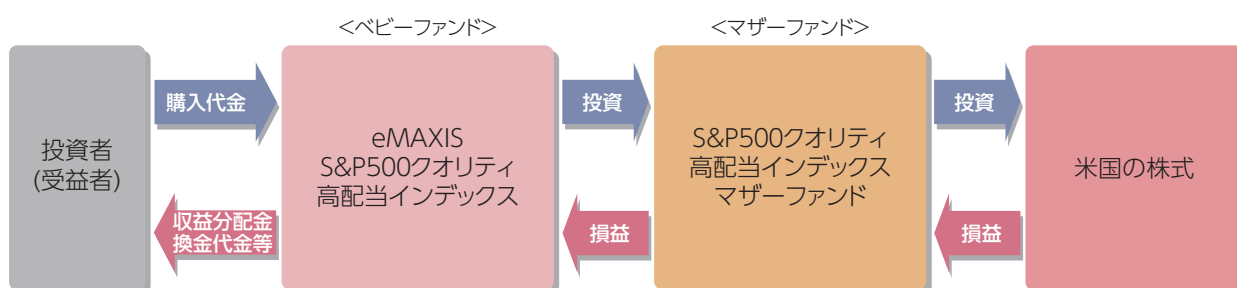 <ベビーファンド>
<マザーファンド>
投資者
(受益者)
購入代金
収益分配金
換金代金等
eMAXIS
S&P500クオリティ
高配当インデックス
投資
損益
S&P500クオリティ
高配当インデックス
マザーファンド
投資
損益
米国の株式